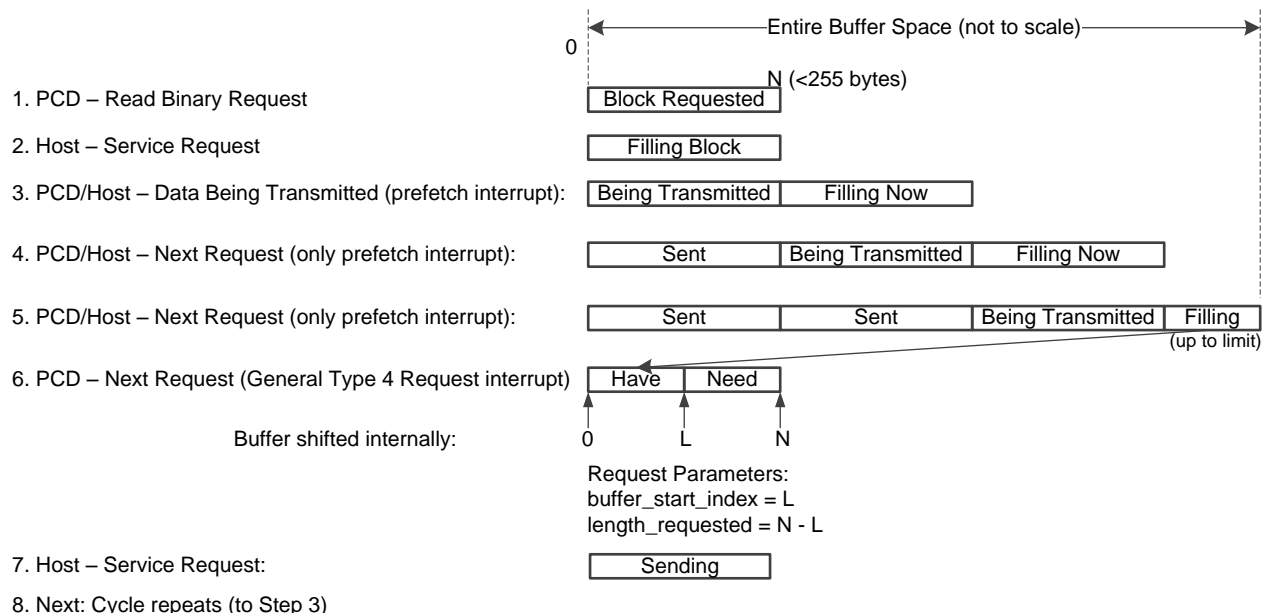 Entire Buffer Space (not to scale)
0
N (<255 bytes)
1. PCD – Read Binary Request Block Requested
2. Host – Service Request Filling Block
3. PCD/Host – Data Being Transmitted (prefetch interrupt): Being Transmitted Filling Now
4. PCD/Host – Next Request (only prefetch interrupt): Sent Being Transmitted Filling Now
5. PCD/Host – Next Request (only prefetch interrupt): Sent Sent Being Transmitted Filling
(up to limit)
6. PCD – Next Request (General Type 4 Request interrupt) Have Need
Buffer shifted internally: 0 L N
Request Parameters:
buffer_start_index = L
length_requested = N - L
7. Host – Service Request: Sending
8. Next: Cycle repeats (to Step 3)